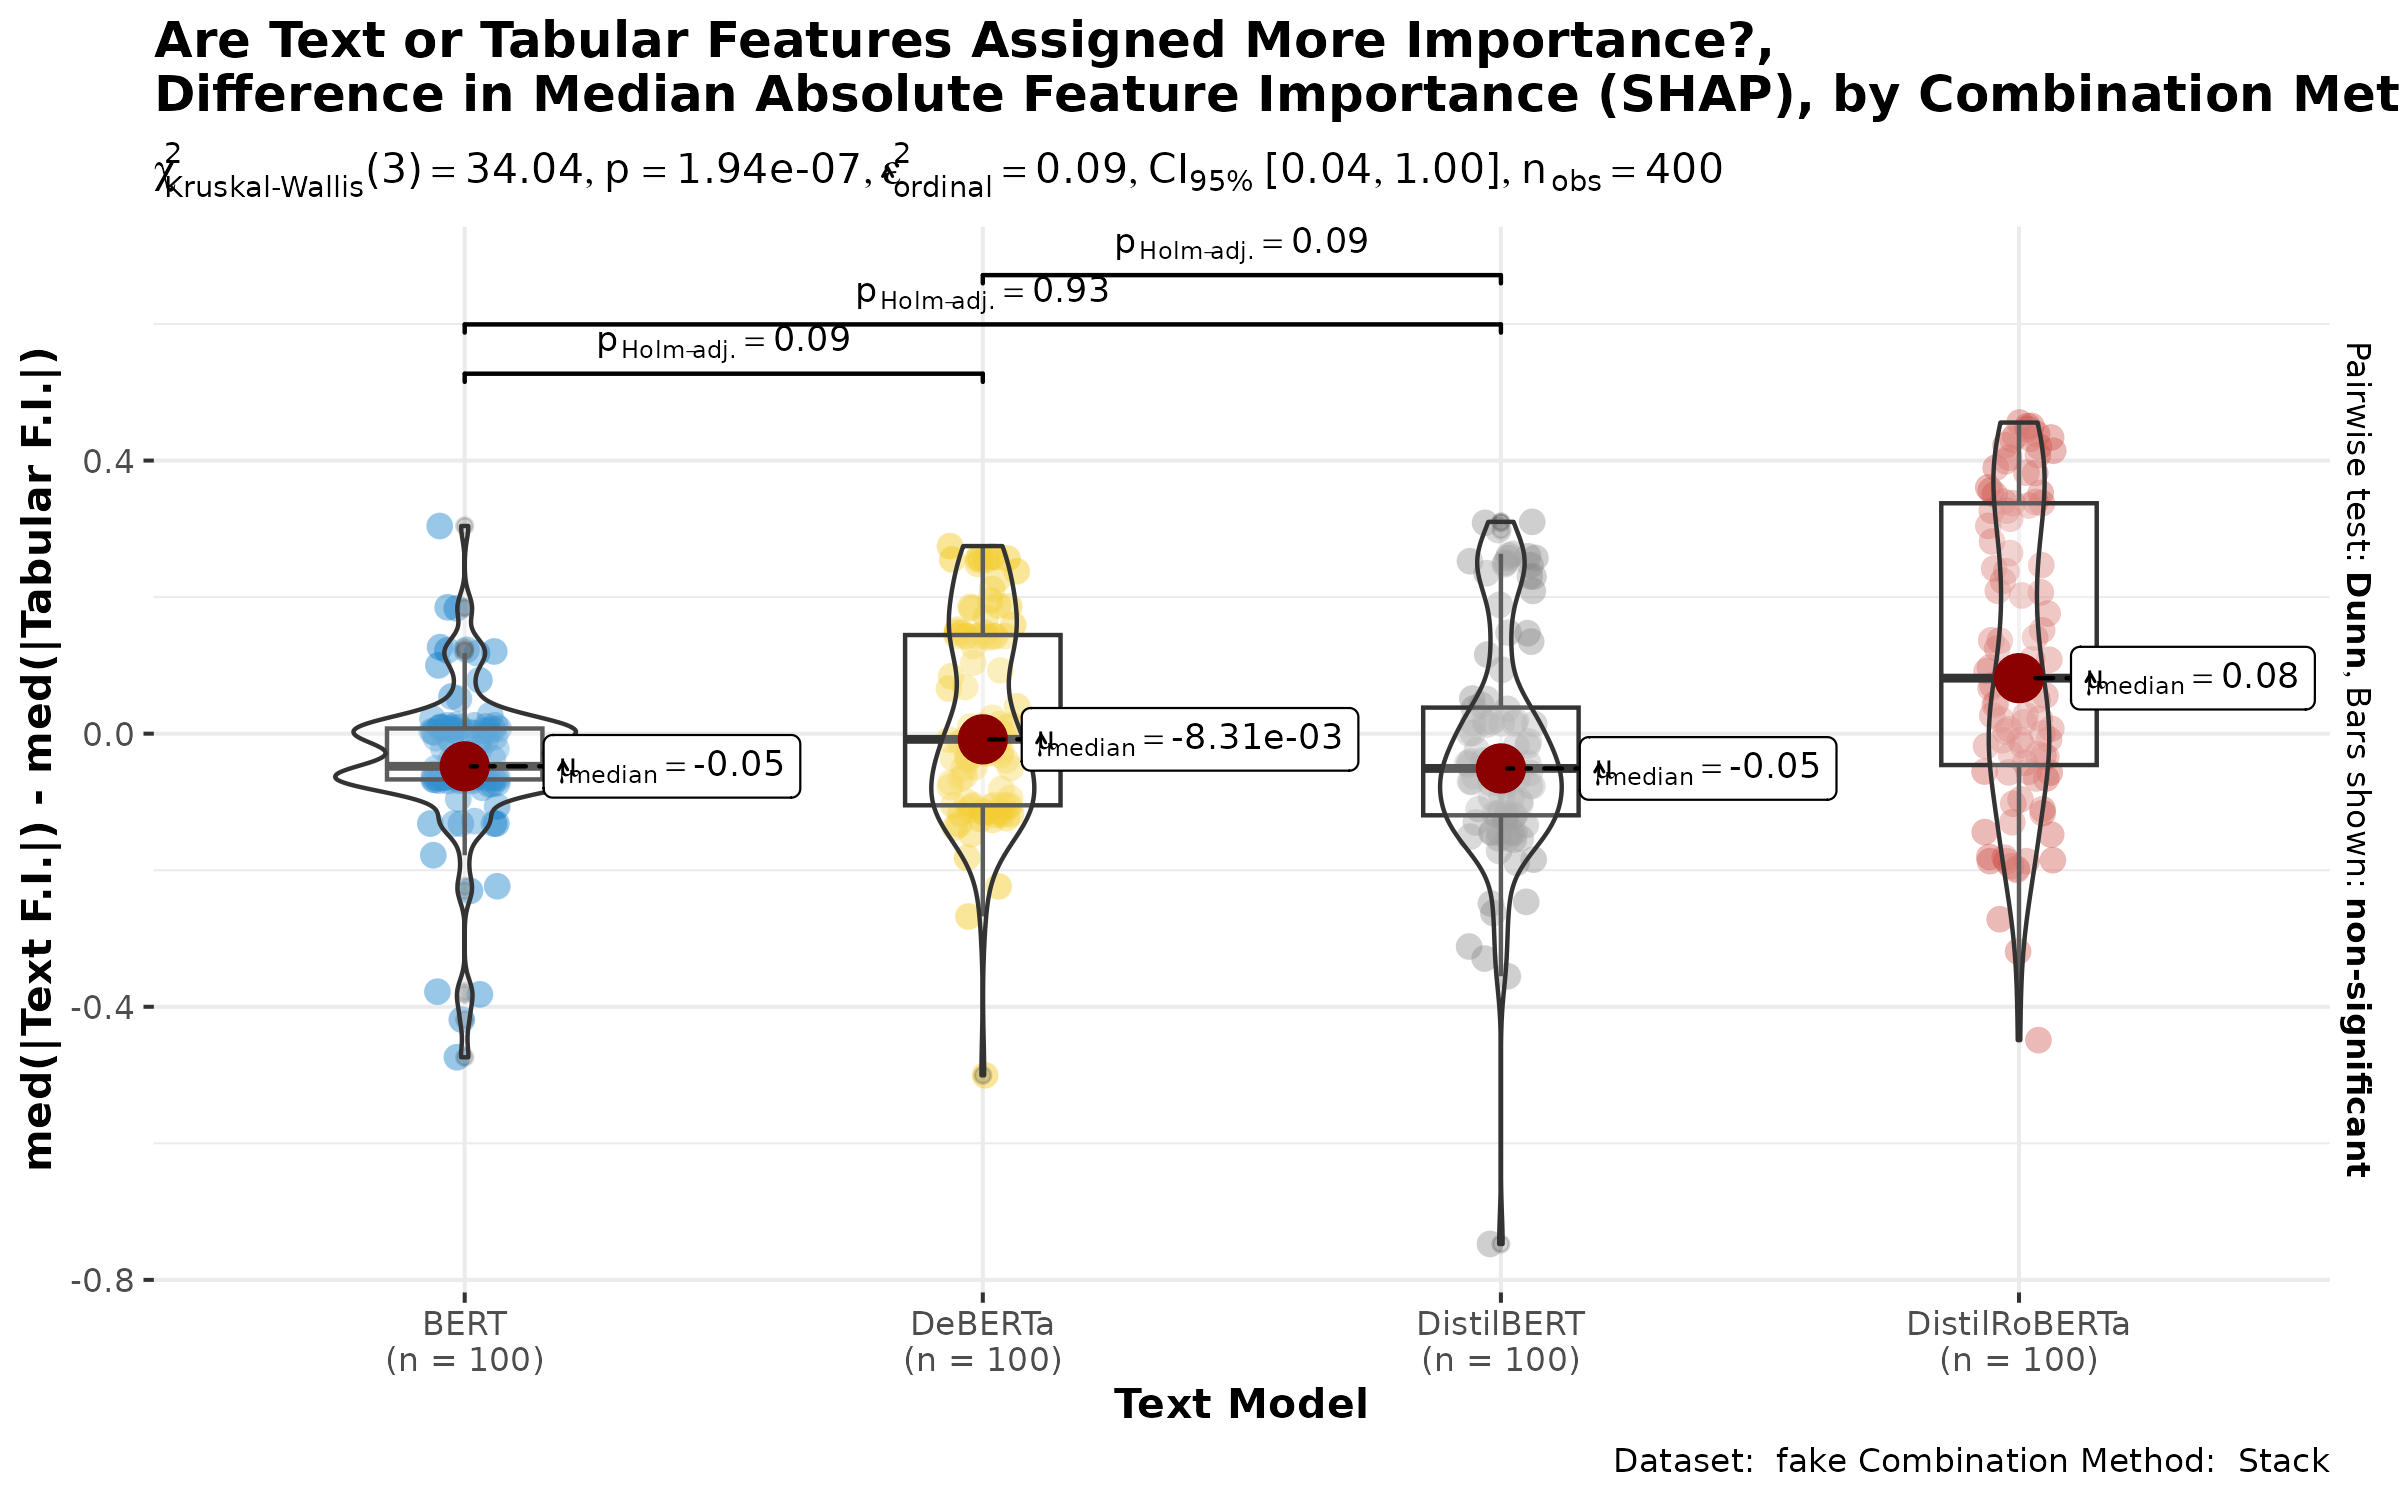 Are Text or Tabular Features Assigned More Importance?,
Difference in Median Absolute Feature Importance (SHAP), by Combination Met
χ²Kruskal-Wallis(3) = 34.04, p = 1.94e-07, ε̂²ordinal = 0.09, CI95% [0.04, 1.00], nobs = 400
pHolm-adj. = 0.09
pHolm-adj. = 0.93
pHolm-adj. = 0.09
med(|Text F.I.|) - med(|Tabular F.I.|)
0.4
0.0
-0.4
-0.8
μ̂median = -0.05
μ̂median = -8.31e-03
μ̂median = -0.05
μ̂median = 0.08
Pairwise test: Dunn, Bars shown: non-significant
BERT
(n = 100)
DeBERTa
(n = 100)
DistilBERT
(n = 100)
DistilRoBERTa
(n = 100)
Text Model
Dataset: fake Combination Method: Stack